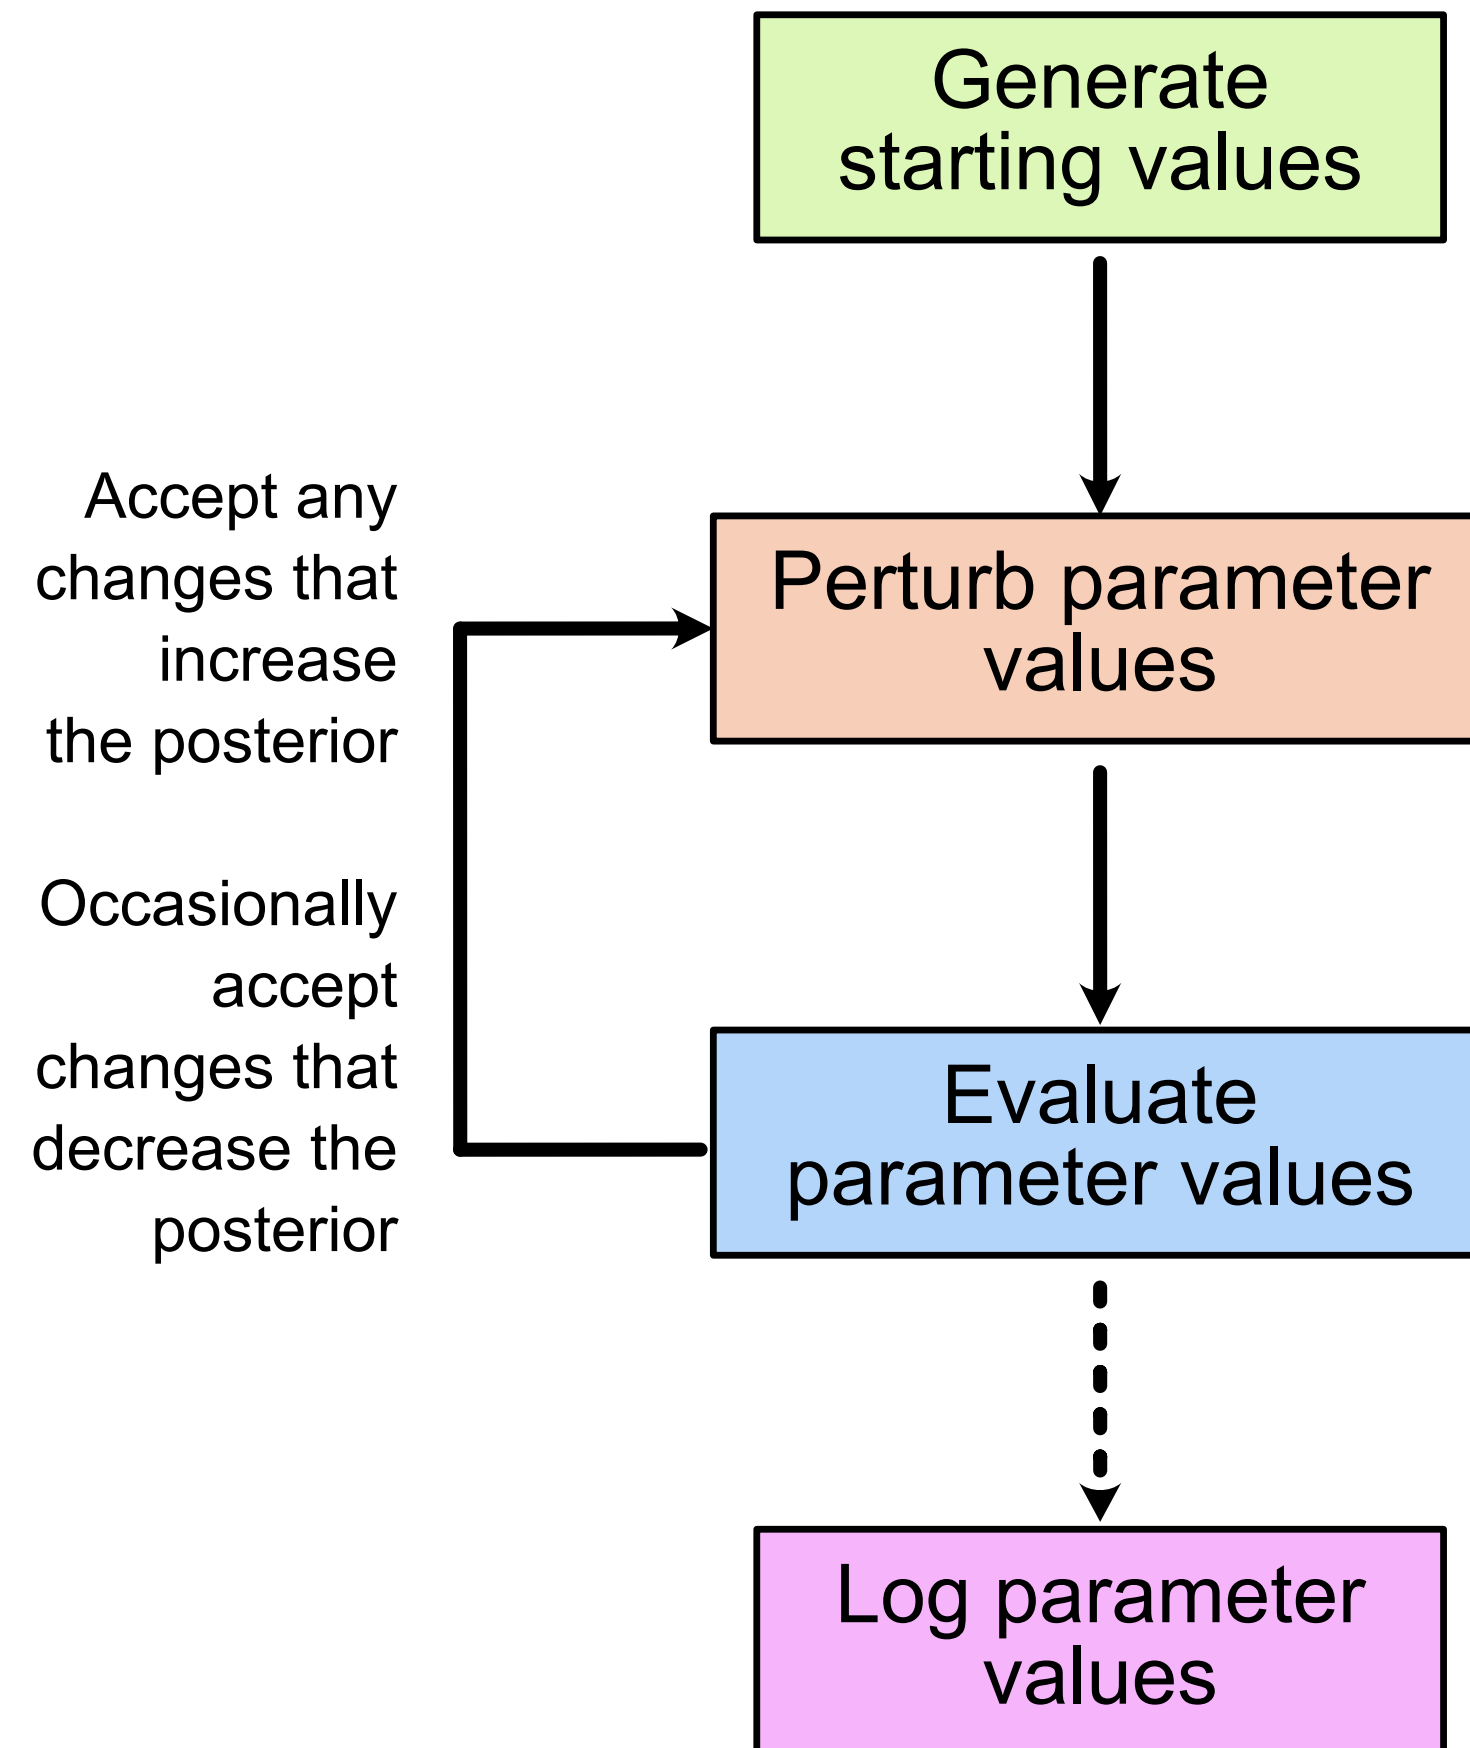 Generate
starting values
Accept any
changes that
increase
the posterior
Perturb parameter
values
Occasionally
accept
changes that
decrease the
posterior
Evaluate
parameter values
Log parameter
values